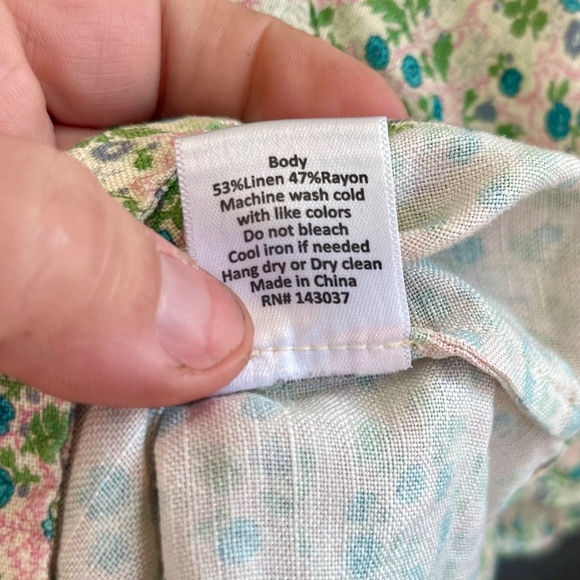 Body
53%Linen 47%Rayon
Machine wash cold
with like colors
Do not bleach
Cool iron if needed
Hang dry or Dry clean
Made in China
RN# 143037